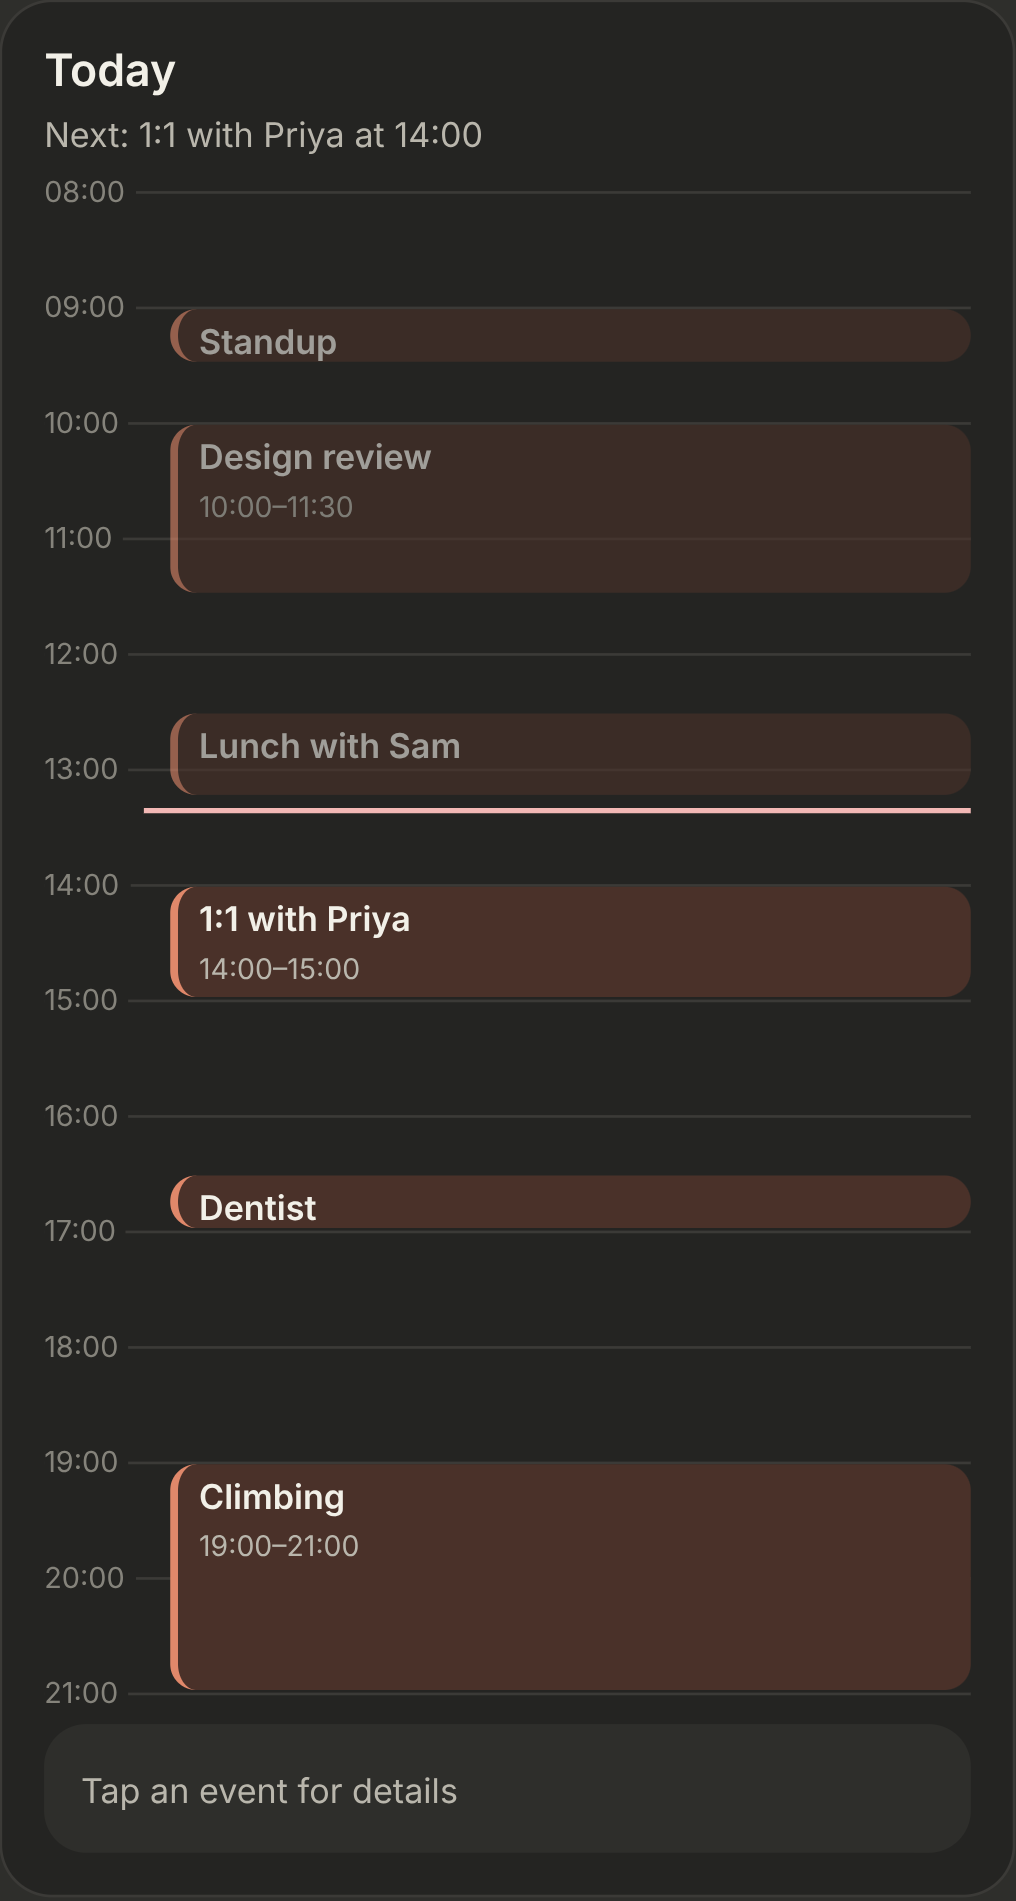 Today
Next: 1:1 with Priya at 14:00
08:00
09:00
Standup
10:00
Design review
10:00–11:30
11:00
12:00
Lunch with Sam
13:00
14:00
1:1 with Priya
14:00–15:00
15:00
16:00
Dentist
17:00
18:00
19:00
Climbing
19:00–21:00
20:00
21:00
Tap an event for details